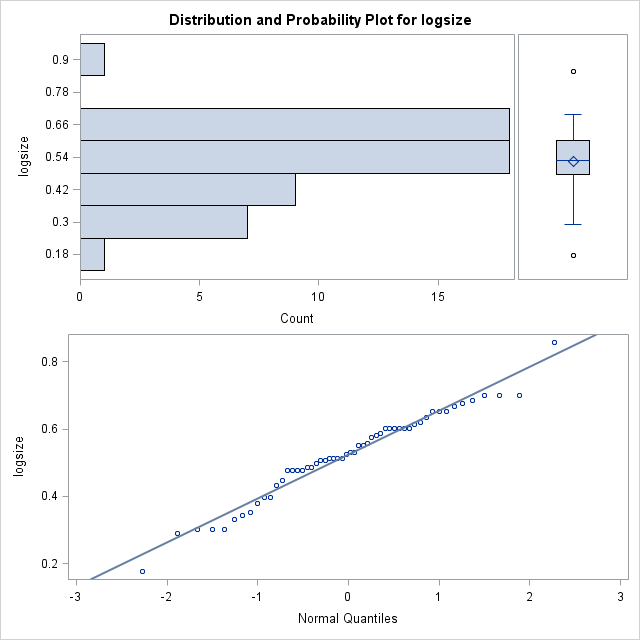 Distribution and Probability Plot for logsize
logsize
0.9
0.78
0.66
0.54
0.42
0.3
0.18
0 5 10 15
Count
logsize
0.8
0.6
0.4
0.2
-3 -2 -1 0 1 2 3
Normal Quantiles